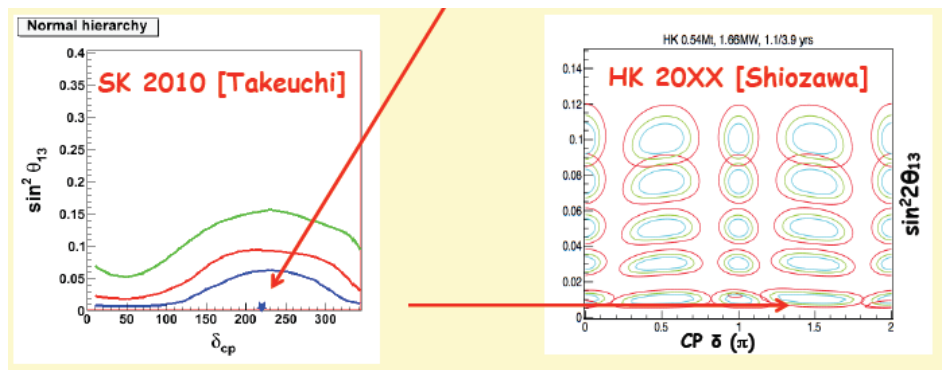 Normal hierarchy
SK 2010 [Takeuchi]
sin² θ₁₃
0.4
0.35
0.3
0.25
0.2
0.15
0.1
0.05
0
0 50 100 150 200 250 300
δcp
HK 0.54Mt, 1.66MW, 1.1/3.9 yrs
HK 20XX [Shiozawa]
0.14
0.12
0.1
0.08
0.06
0.04
0.02
0
0 0.5 1 1.5 2
CP δ (π)
sin²2θ13